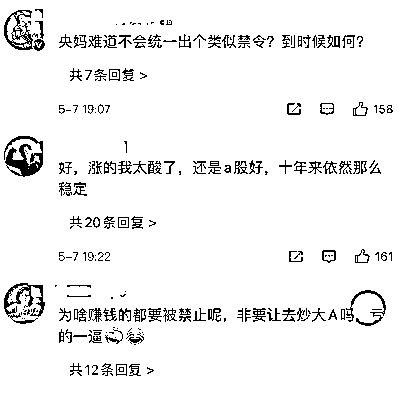 央妈难道不会统一出个类似禁令？到时候如何？
共7条回复 >
5-7 19:07
158
好，涨的我太酸了，还是a股好，十年来依然那么
稳定
共20条回复 >
5-7 19:22
161
为啥赚钱的都要被禁止呢，非要让去炒大A吗，亏
的一逼
共12条回复 >